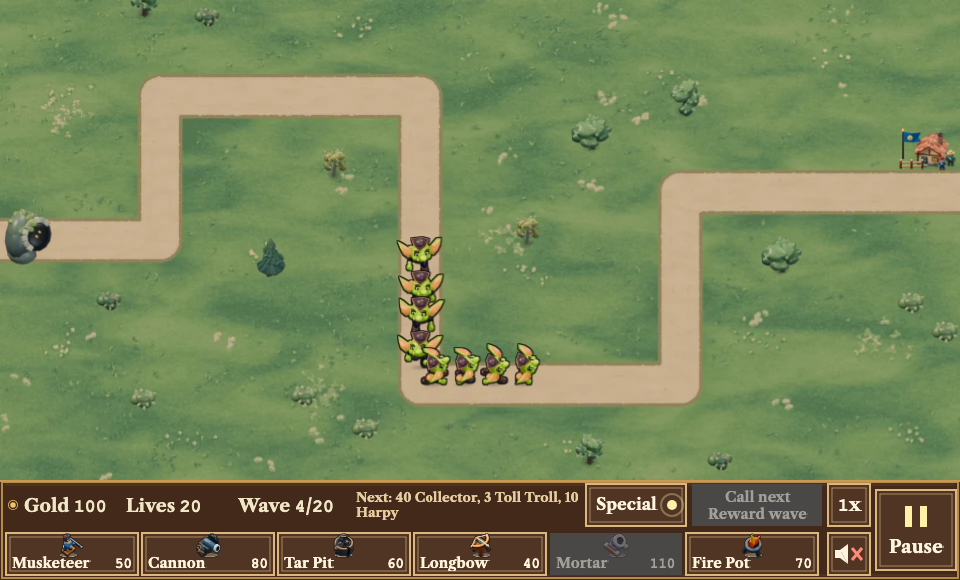 Gold 100 Lives 20 Wave 4/20
Next: 40 Collector, 3 Toll Troll, 10
Harpy
Special
Call next
Reward wave
1x
Pause
Musketeer 50
Cannon 80
Tar Pit 60
Longbow 40
Mortar 110
Fire Pot 70